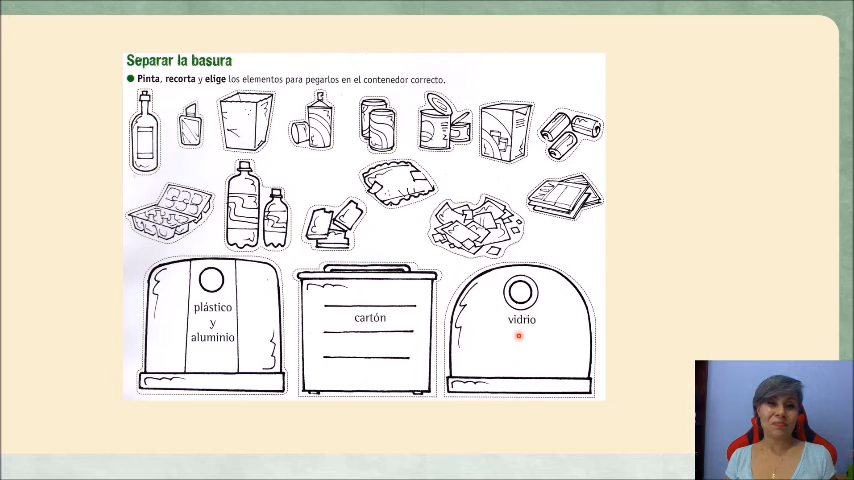 Separar la basura
Pinta, recorta y elige los elementos para pegarlos en el contenedor correcto.
plástico
y
aluminio
cartón
vidrio